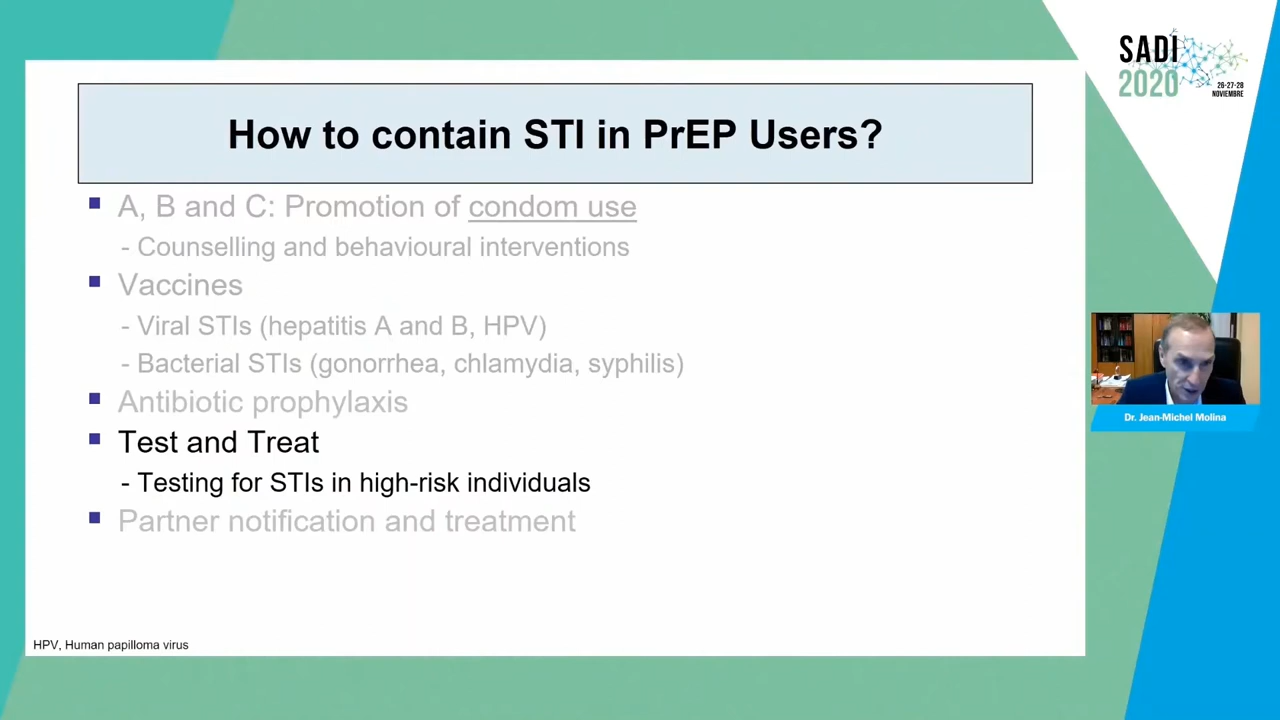 SADI
2020
26-27-28
NOVIEMBRE
How to contain STI in PrEP Users?
A, B and C: Promotion of condom use
- Counselling and behavioural interventions
Vaccines
- Viral STIs (hepatitis A and B, HPV)
- Bacterial STIs (gonorrhea, chlamydia, syphilis)
Antibiotic prophylaxis
Test and Treat
- Testing for STIs in high-risk individuals
Partner notification and treatment
HPV, Human papilloma virus
Dr. Jean-Michel Molina